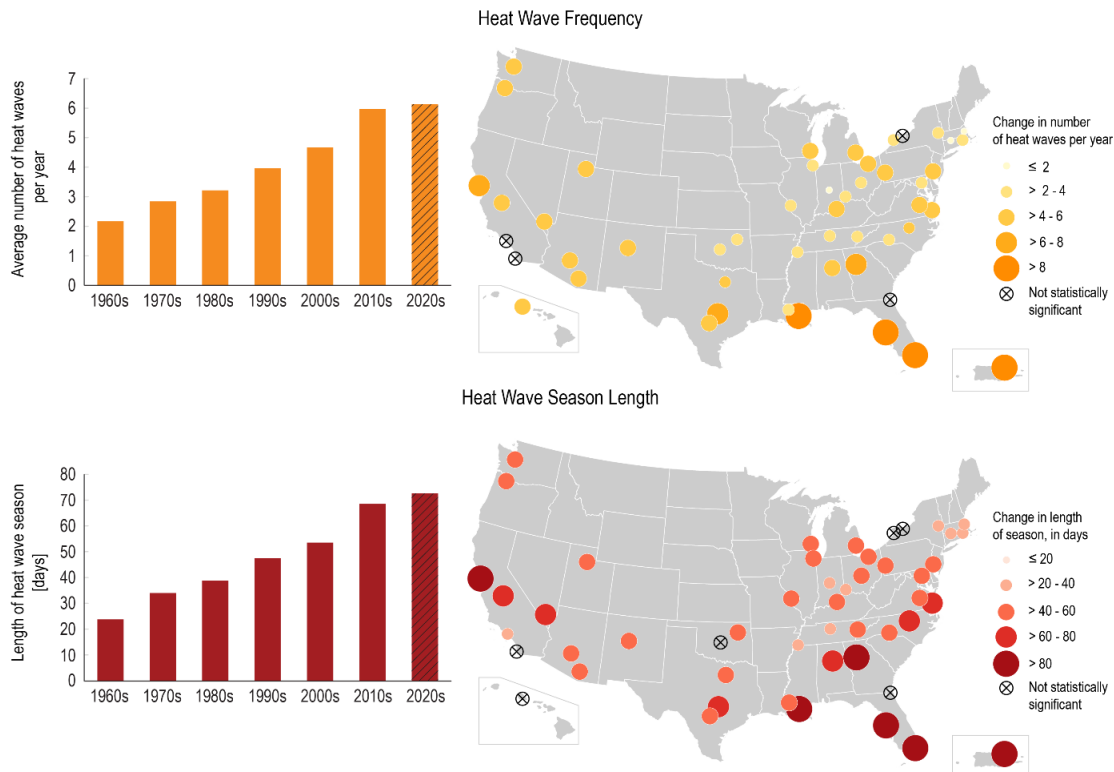 Heat Wave Frequency
Average number of heat waves
per year
7
6
5
4
3
2
1
0
1960s 1970s 1980s 1990s 2000s 2010s 2020s
Change in number
of heat waves per year
≤ 2
> 2 - 4
> 4 - 6
> 6 - 8
> 8
Not statistically
significant
Heat Wave Season Length
Length of heat wave season
[days]
80
70
60
50
40
30
20
10
0
1960s 1970s 1980s 1990s 2000s 2010s 2020s
Change in length
of season, in days
≤ 20
> 20 - 40
> 40 - 60
> 60 - 80
> 80
Not statistically
significant